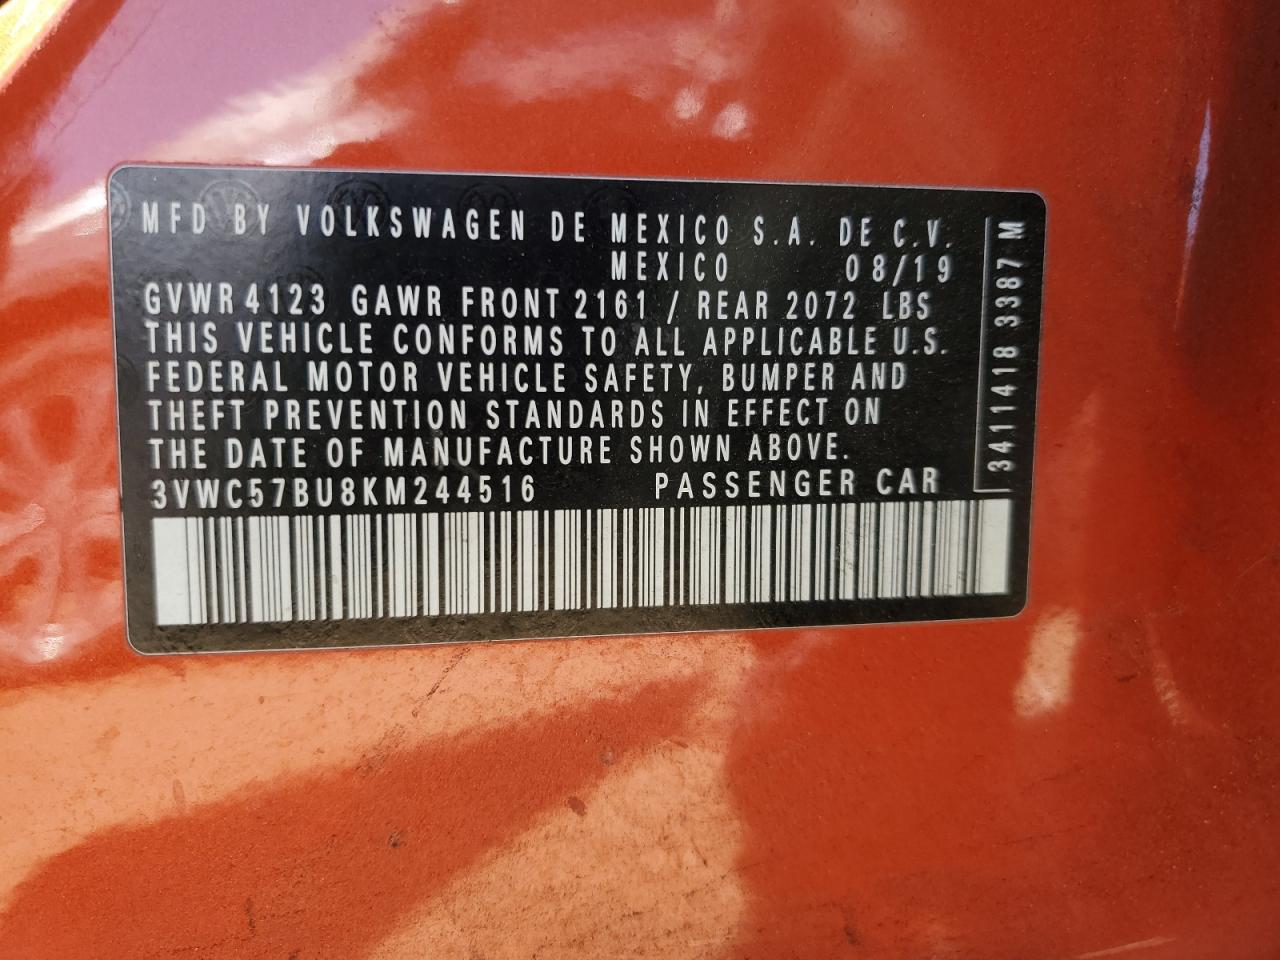 MFD BY VOLKSWAGEN DE MEXICO S.A. DE C.V.
MEXICO 08/19
GVWR 4123 GAWR FRONT 2161 / REAR 2072 LBS
THIS VEHICLE CONFORMS TO ALL APPLICABLE U.S.
FEDERAL MOTOR VEHICLE SAFETY, BUMPER AND
THEFT PREVENTION STANDARDS IN EFFECT ON
THE DATE OF MANUFACTURE SHOWN ABOVE.
3VWC57BU8KM244516 PASSENGER CAR
3411418 3387 M